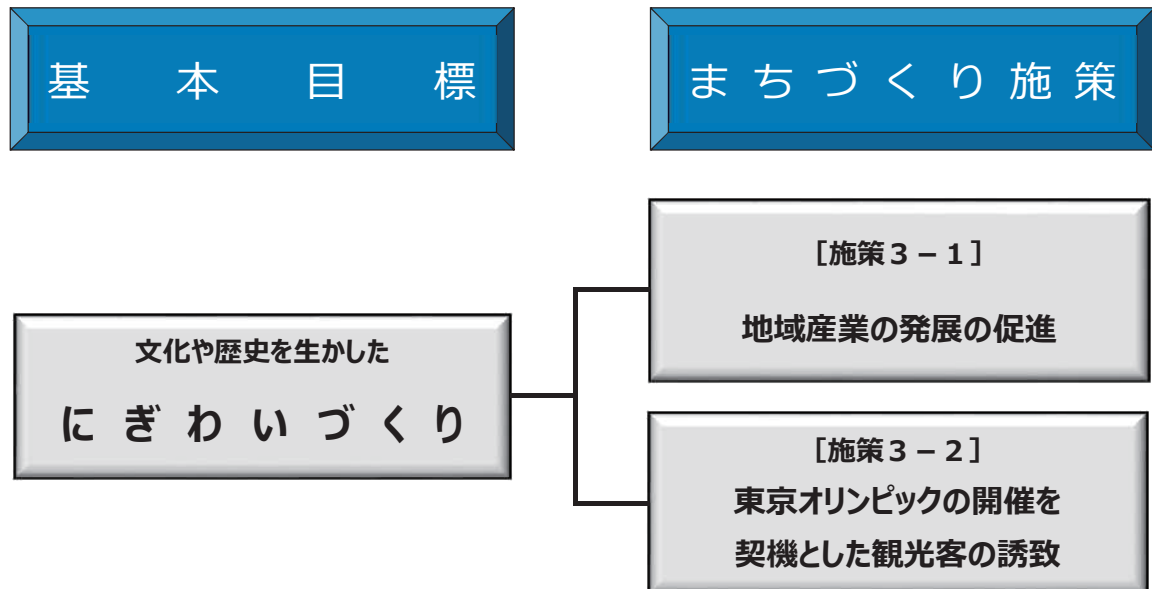 基本目標
まちづくり施策
文化や歴史を生かした
にぎわいづくり
［施策３－１］
地域産業の発展の促進
［施策３－２］
東京オリンピックの開催を
契機とした観光客の誘致